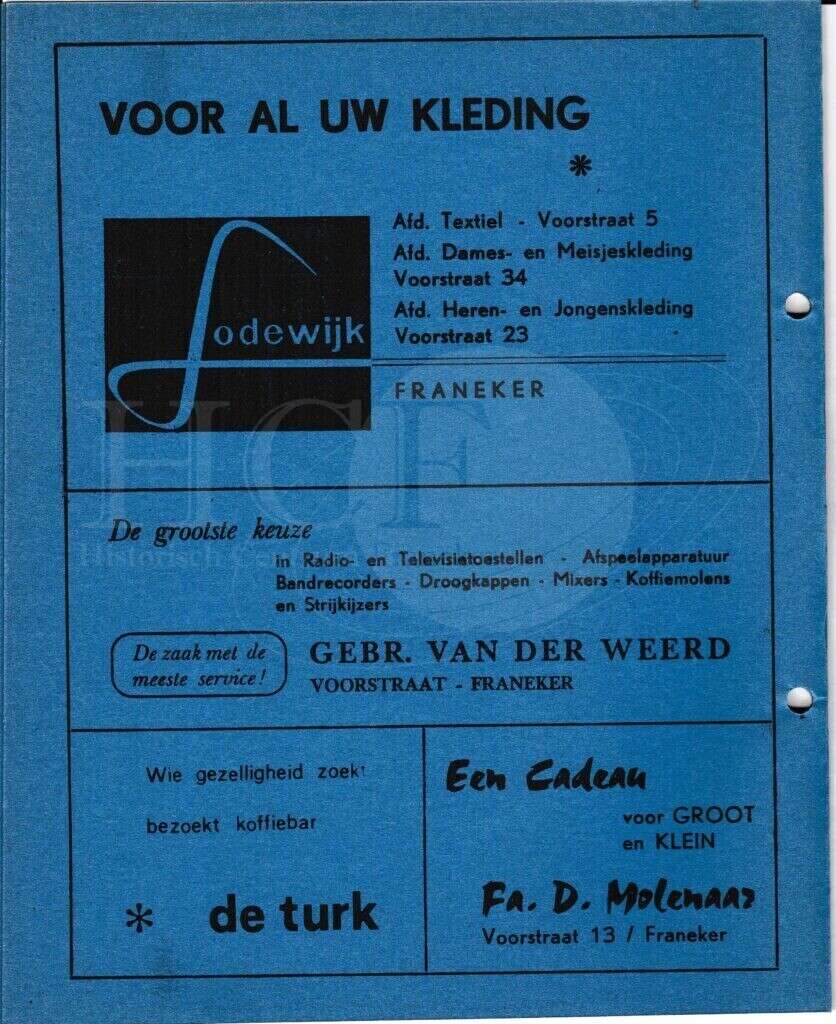 VOOR AL UW KLEDING
*
Lodewijk
Afd. Textiel - Voorstraat 5
Afd. Dames- en Meisjeskleding
Voorstraat 34
Afd. Heren- en Jongenskleding
Voorstraat 23
FRANEKER
HCF
Historisch
De grootste keuze
in Radio- en Televisietoestellen - Afspeelapparatuur
Bandrecorders - Droogkappen - Mixers - Koffiemolens
en Strijkijzers
De zaak met de
meeste service!
GEBR. VAN DER WEERD
VOORSTRAAT - FRANEKER
Wie gezelligheid zoekt
bezoekt koffiebar
* de turk
Een Cadeau
voor GROOT
en KLEIN
Fa. D. Molenaar
Voorstraat 13 / Franeker